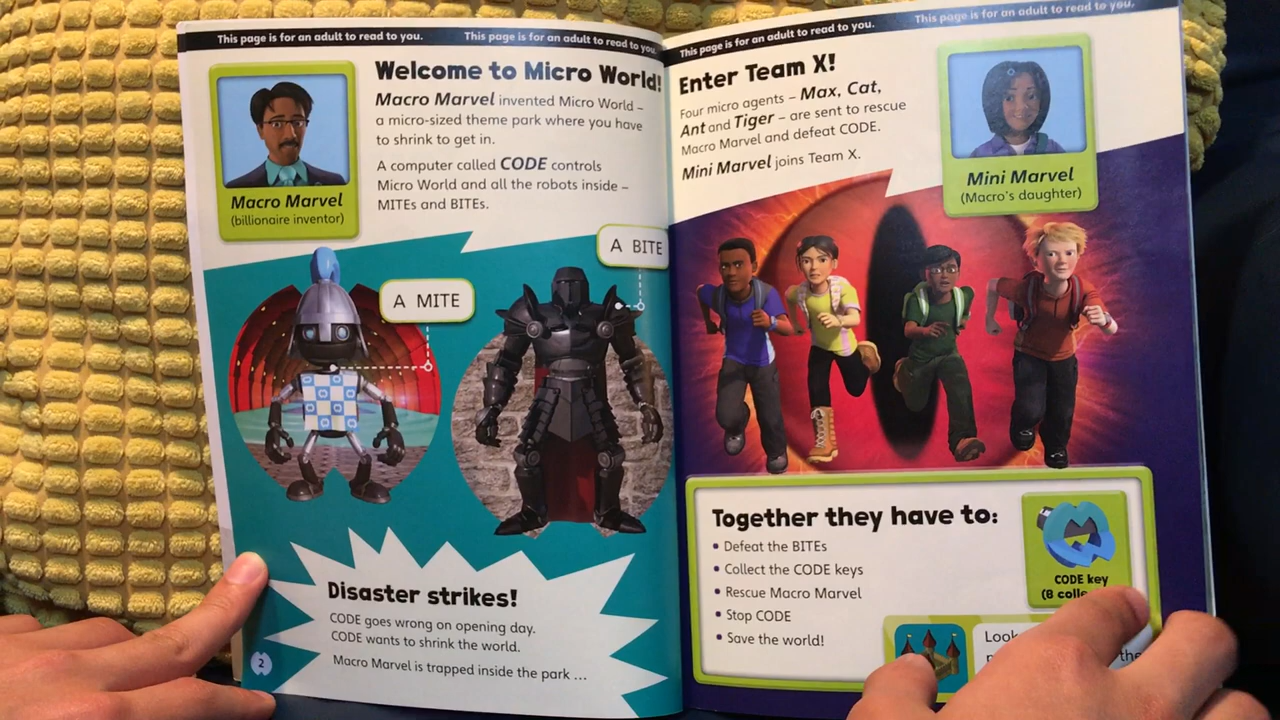 This page is for an adult to read to you. This page is for an adult to read to you.
Welcome to Micro World!
Macro Marvel invented Micro World –
a micro-sized theme park where you have
to shrink to get in.
A computer called CODE controls
Micro World and all the robots inside –
MITEs and BITEs.
Macro Marvel
(billionaire inventor)
A MITE
A BITE
Disaster strikes!
CODE goes wrong on opening day.
CODE wants to shrink the world.
Macro Marvel is trapped inside the park ...
2
This page is for an adult to read to you. This page is for an adult to read to you.
Enter Team X!
Four micro agents – Max, Cat,
Ant and Tiger – are sent to rescue
Macro Marvel and defeat CODE.
Mini Marvel joins Team X.
Mini Marvel
(Macro's daughter)
Together they have to:
• Defeat the BITEs
• Collect the CODE keys
• Rescue Macro Marvel
• Stop CODE
• Save the world!
CODE key
(8